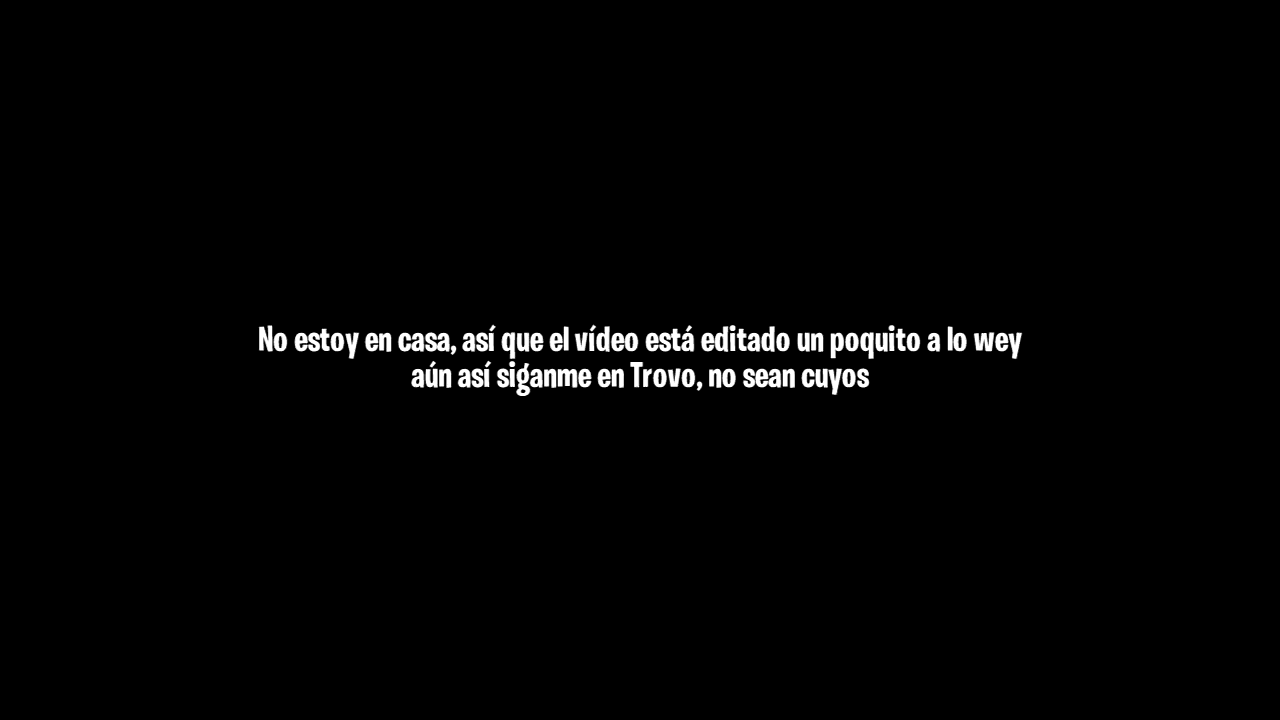 No estoy en casa, así que el vídeo está editado un poquito a lo wey
aún así siganme en Trovo, no sean cuyos